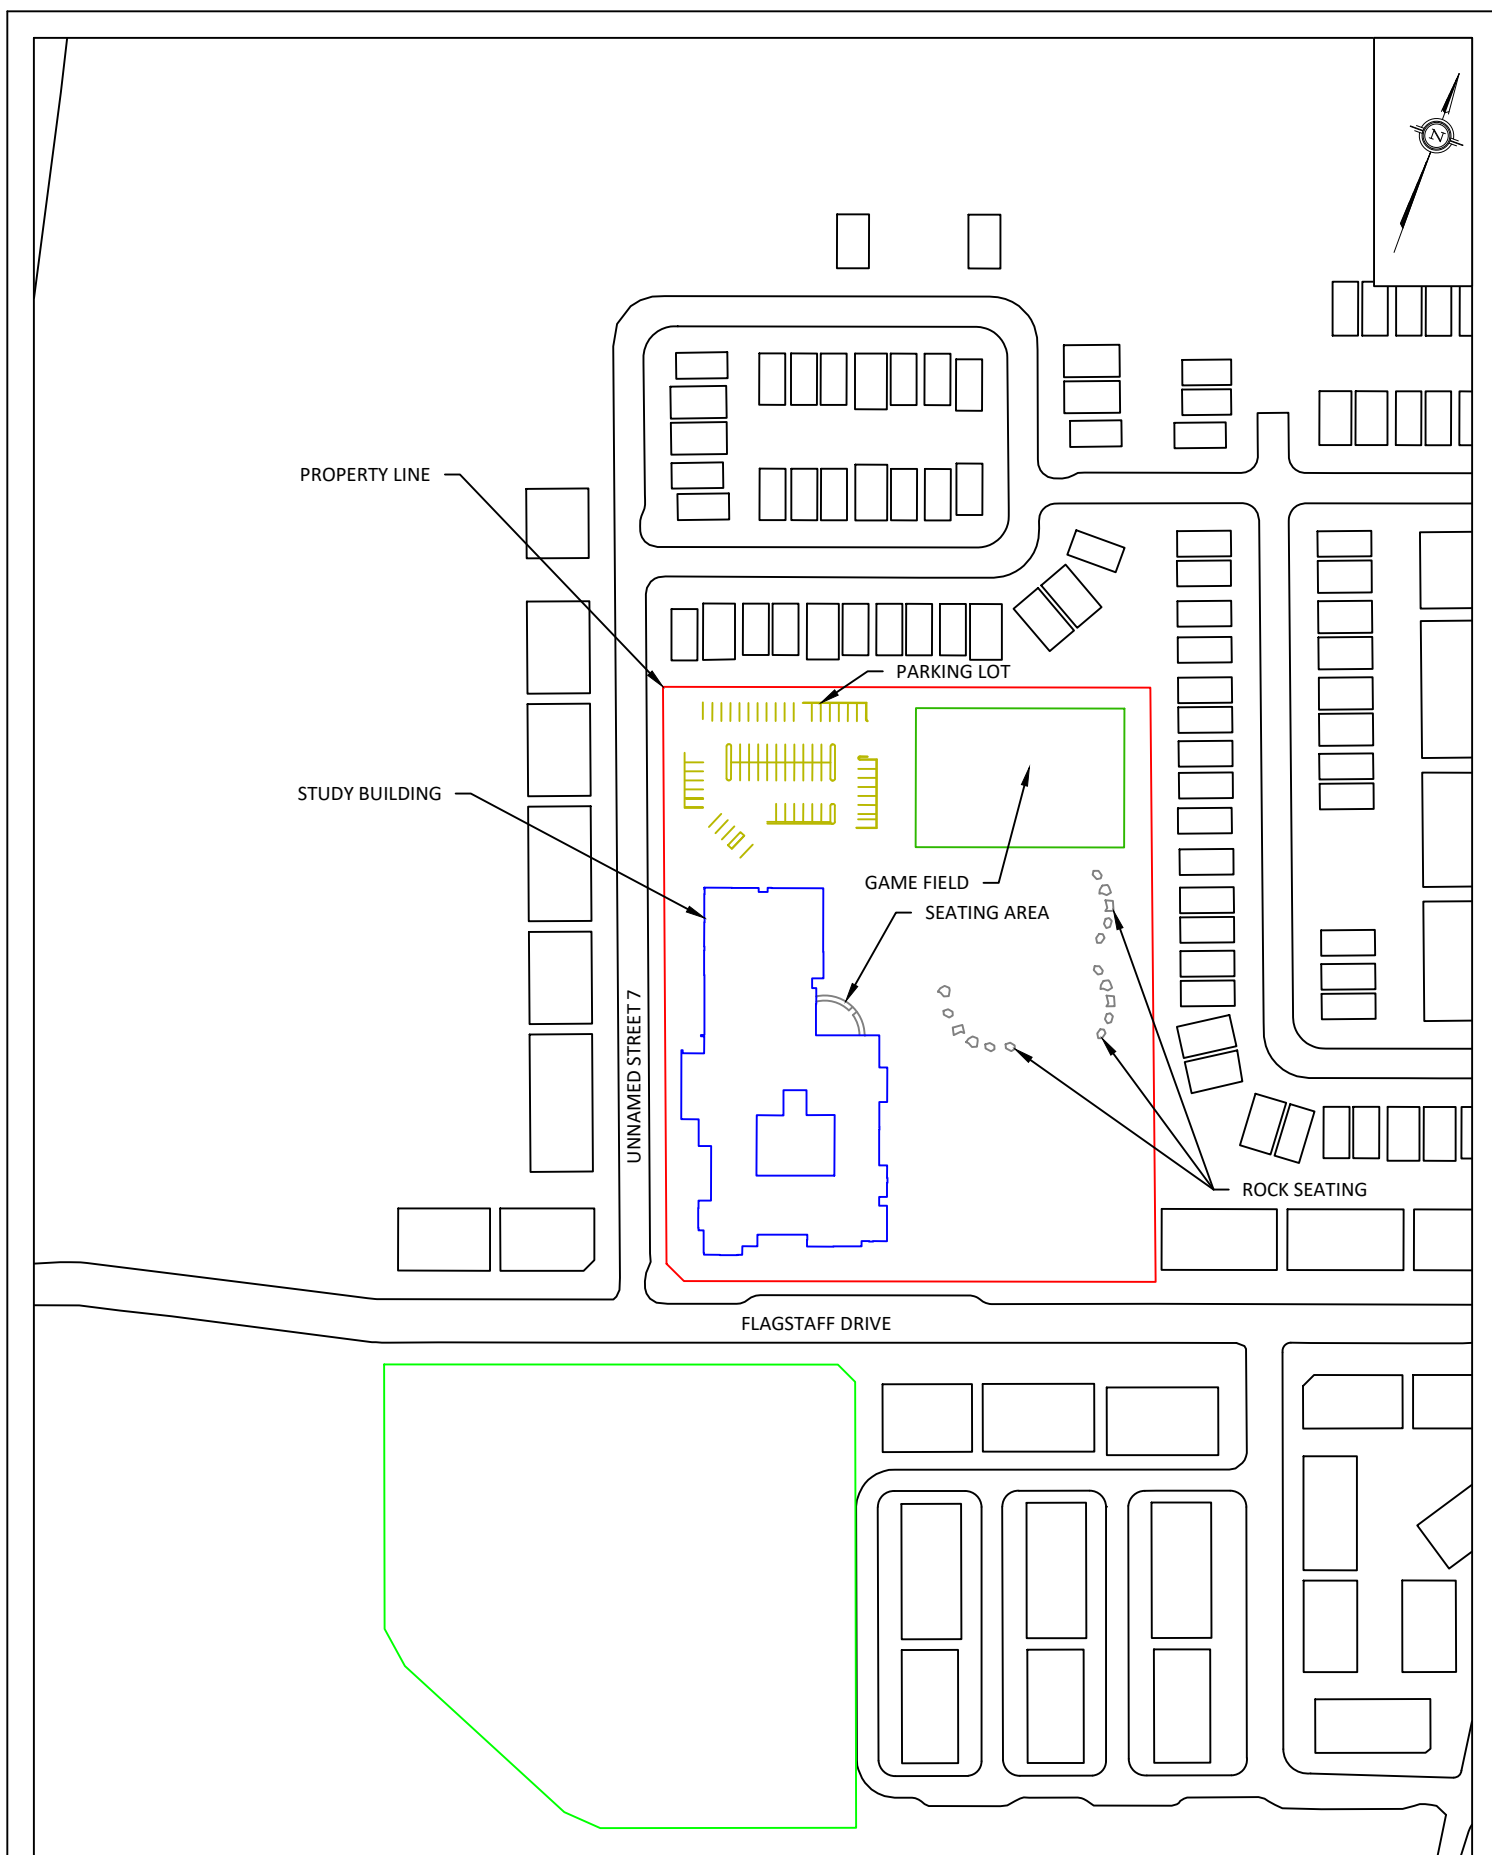 N
PROPERTY LINE
PARKING LOT
STUDY BUILDING
GAME FIELD
SEATING AREA
UNNAMED STREET 7
ROCK SEATING
FLAGSTAFF DRIVE